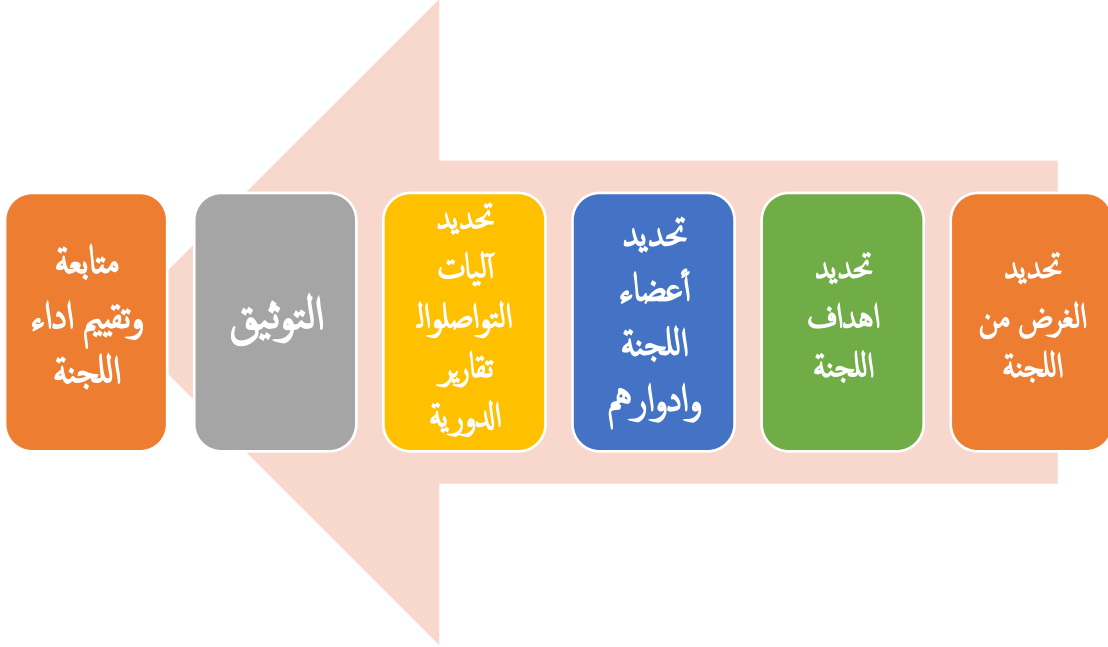 تحديد
الغرض من
اللجنة
تحديد
اهداف
اللجنة
تحديد
أعضاء
اللجنة
وادوارهم
تحديد
آليات
التواصلوالـ
تقارير
الدورية
التوثيق
متابعة
وتقييم اداء
اللجنة